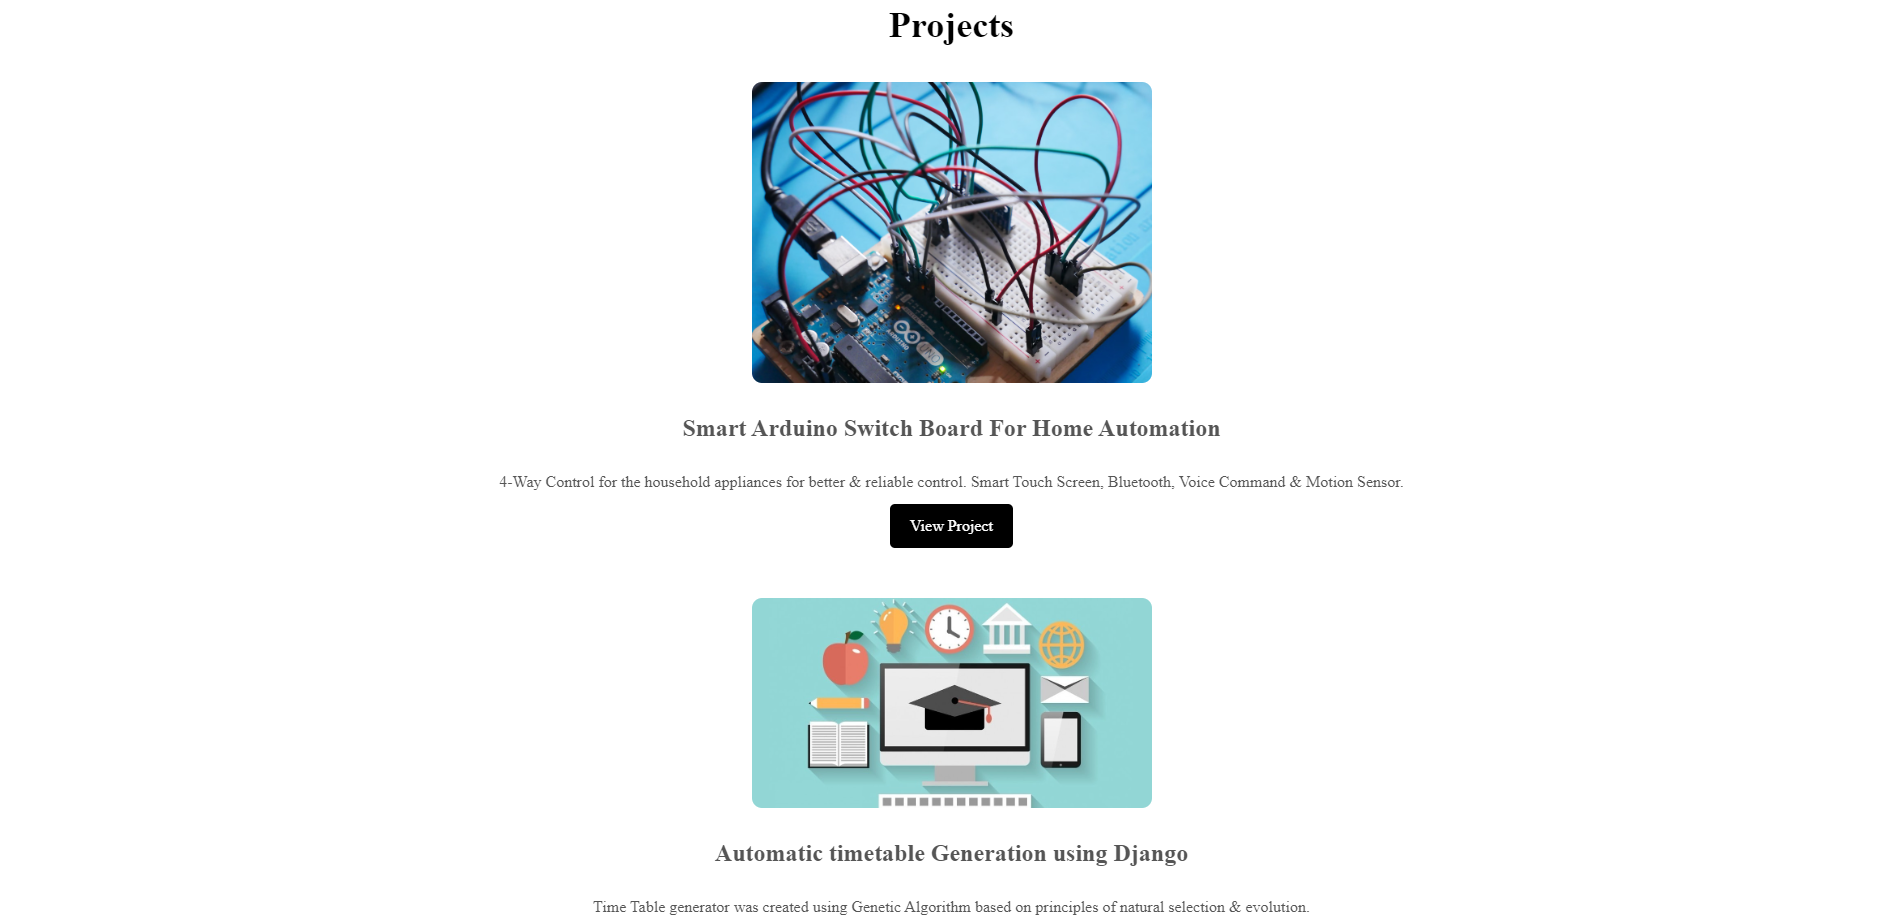 Projects
ARDUINO
UNO
Smart Arduino Switch Board For Home Automation
4-Way Control for the household appliances for better & reliable control. Smart Touch Screen, Bluetooth, Voice Command & Motion Sensor.
View Project
Automatic timetable Generation using Django
Time Table generator was created using Genetic Algorithm based on principles of natural selection & evolution.